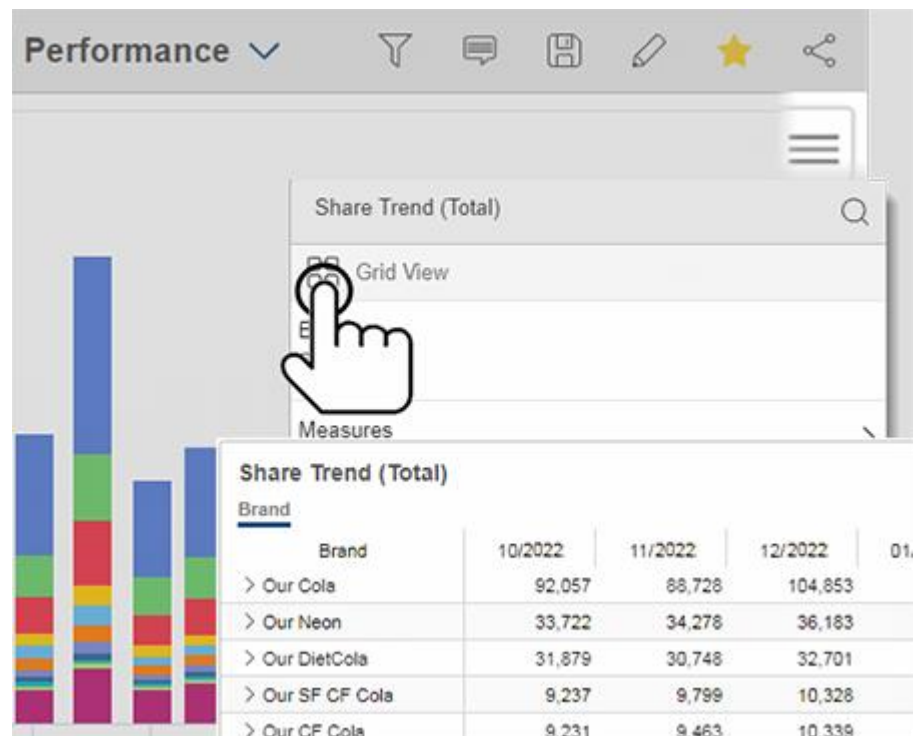 Performance
Share Trend (Total)
Grid View
Measures
Share Trend (Total)
Brand
Brand 10/2022 11/2022 12/2022 01/
> Our Cola 92,057 88,728 104,853
> Our Neon 33,722 34,278 36,183
> Our DietCola 31,879 30,748 32,701
> Our SF CF Cola 9,237 9,799 10,328
> Our CF Cola 9,231 9,463 10,339